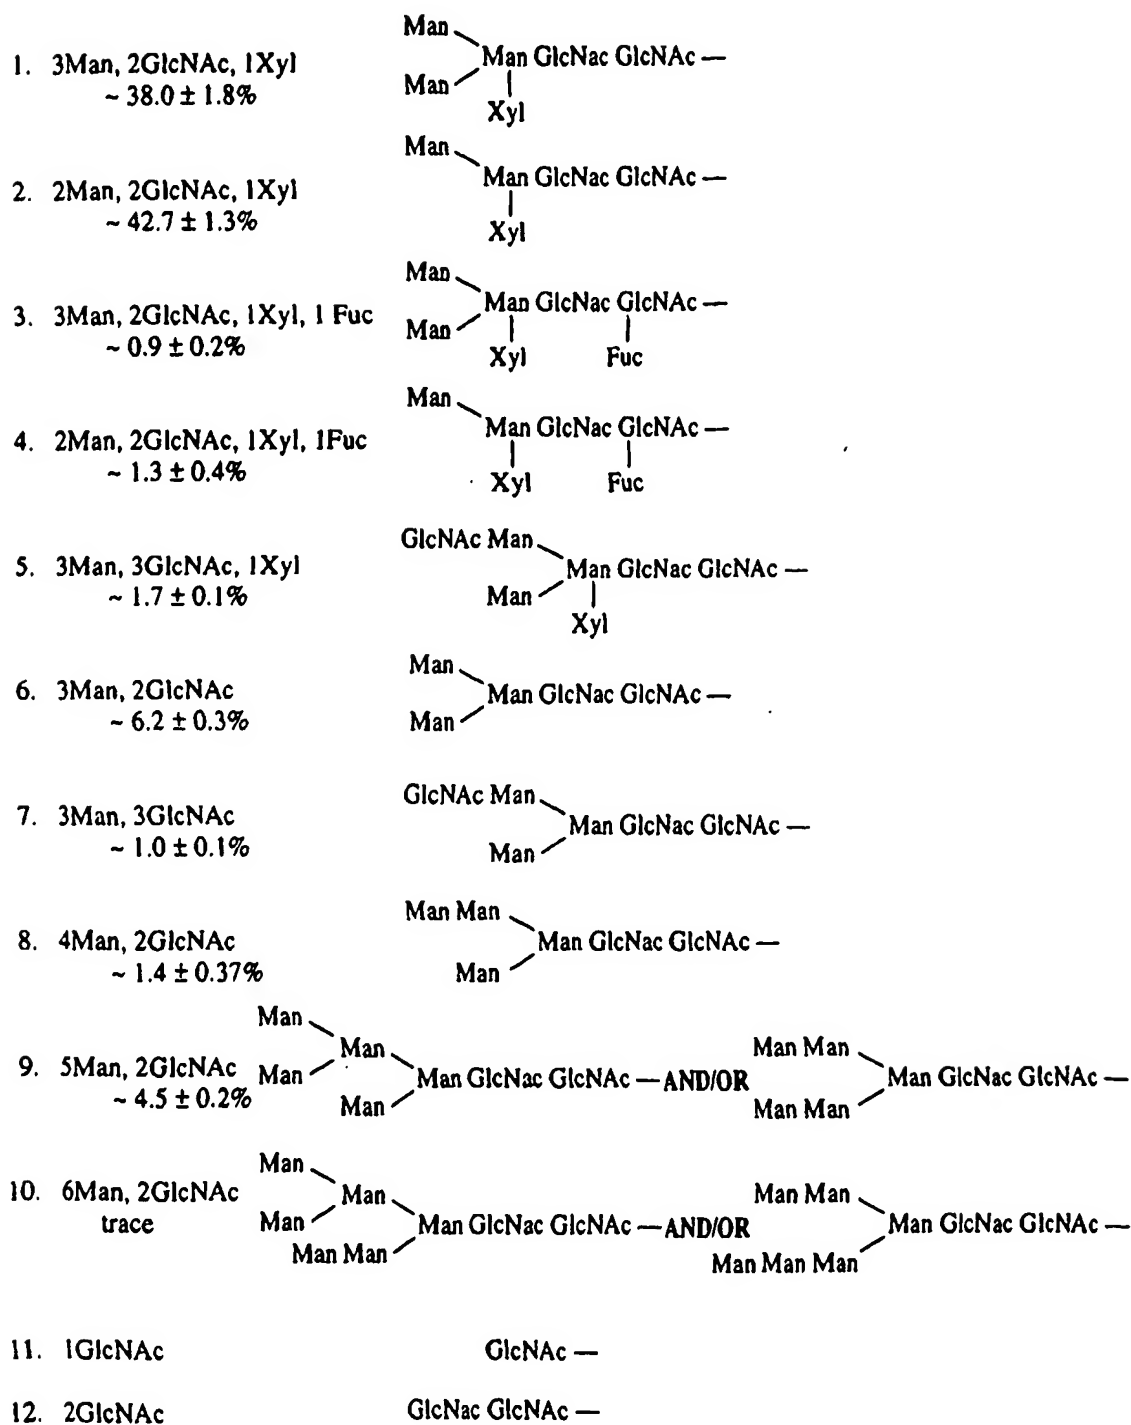 Man
1. 3Man, 2GlcNAc, 1Xyl
Man GlcNac GlcNAc —
~ 38.0 ± 1.8%
Man
Xyl
Man
2. 2Man, 2GlcNAc, 1Xyl
Man GlcNac GlcNAc —
~ 42.7 ± 1.3%
Xyl
Man
3. 3Man, 2GlcNAc, 1Xyl, 1 Fuc
Man GlcNac GlcNAc —
~ 0.9 ± 0.2%
Man
Xyl Fuc
Man
4. 2Man, 2GlcNAc, 1Xyl, 1Fuc
Man GlcNac GlcNAc —
~ 1.3 ± 0.4%
Xyl Fuc
GlcNAc Man
5. 3Man, 3GlcNAc, 1Xyl
Man GlcNac GlcNAc —
~ 1.7 ± 0.1%
Man
Xyl
Man
6. 3Man, 2GlcNAc
Man GlcNac GlcNAc —
~ 6.2 ± 0.3%
Man
GlcNAc Man
7. 3Man, 3GlcNAc
Man GlcNac GlcNAc —
~ 1.0 ± 0.1%
Man
Man Man
8. 4Man, 2GlcNAc
Man GlcNac GlcNAc —
~ 1.4 ± 0.37%
Man
Man
Man
Man Man
9. 5Man, 2GlcNAc
Man
Man GlcNac GlcNAc — AND/OR
Man GlcNac GlcNAc —
~ 4.5 ± 0.2%
Man
Man Man
Man
10. 6Man, 2GlcNAc
Man
Man Man
trace
Man
Man GlcNac GlcNAc — AND/OR
Man GlcNac GlcNAc —
Man Man
Man Man Man
11. 1GlcNAc
GlcNAc —
12. 2GlcNAc
GlcNac GlcNAc —